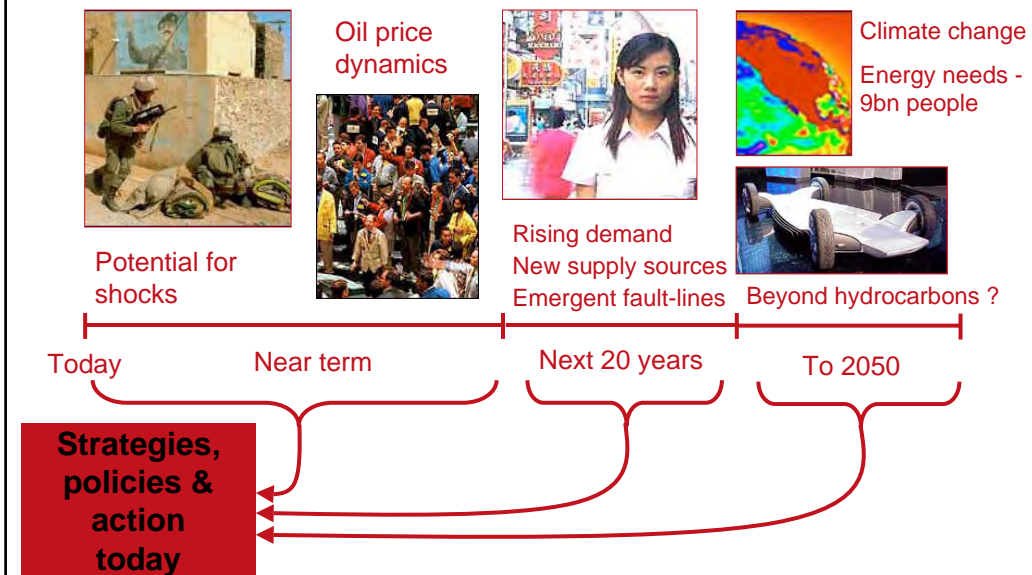 Oil price
dynamics
Climate change
Energy needs -
9bn people
Potential for
shocks
Rising demand
New supply sources
Emergent fault-lines
Beyond hydrocarbons ?
Today
Near term
Next 20 years
To 2050
Strategies,
policies &
action
today